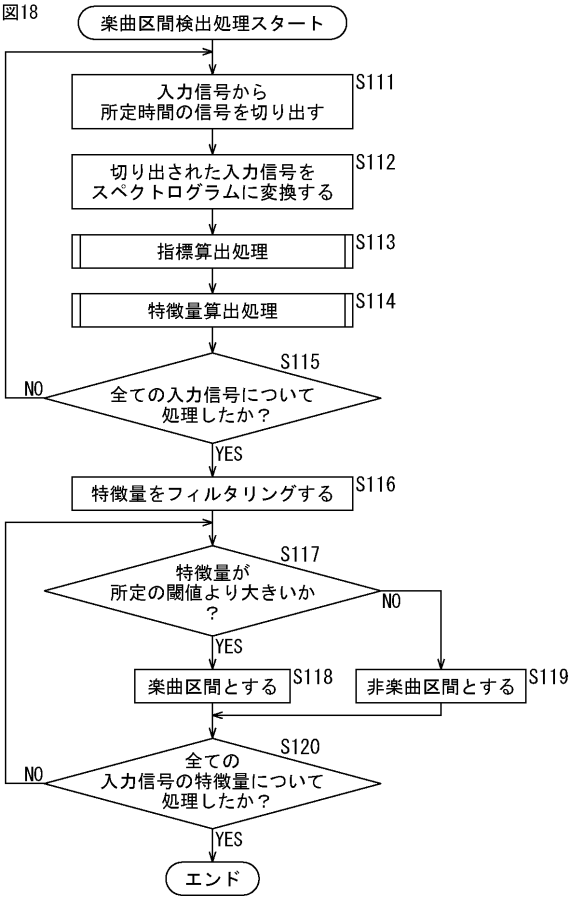 図18
楽曲区間検出処理スタート
S111
入力信号から
所定時間の信号を切り出す
S112
切り出された入力信号を
スペクトログラムに変換する
S113
指標算出処理
S114
特徴量算出処理
S115
全ての入力信号について
処理したか？
NO
YES
S116
特徴量をフィルタリングする
S117
特徴量が
所定の閾値より大きいか
？
NO
YES
S118
楽曲区間とする
S119
非楽曲区間とする
S120
全ての
入力信号の特徴量について
処理したか？
NO
YES
エンド